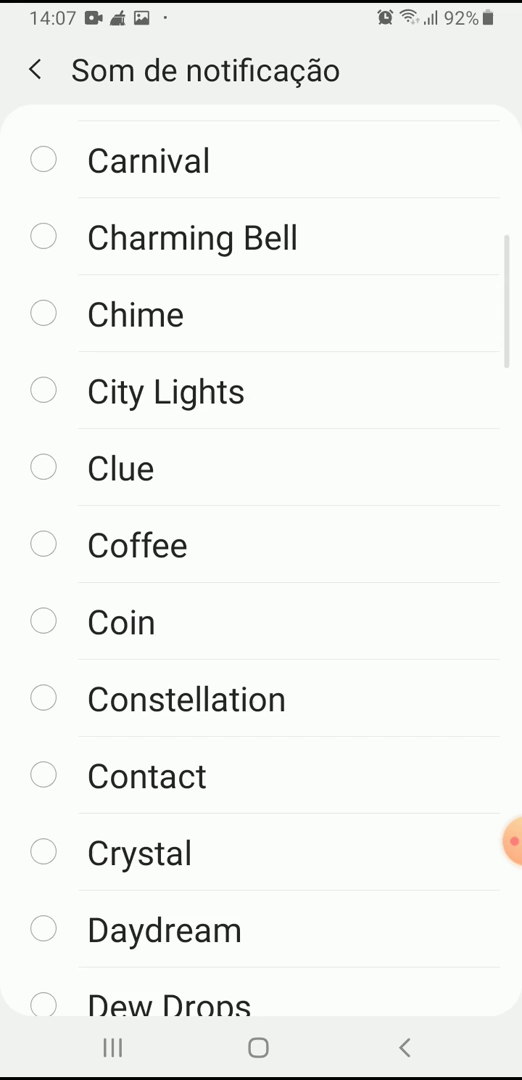 14:07 92%
Som de notificação
Carnival
Charming Bell
Chime
City Lights
Clue
Coffee
Coin
Constellation
Contact
Crystal
Daydream
Dew Drops